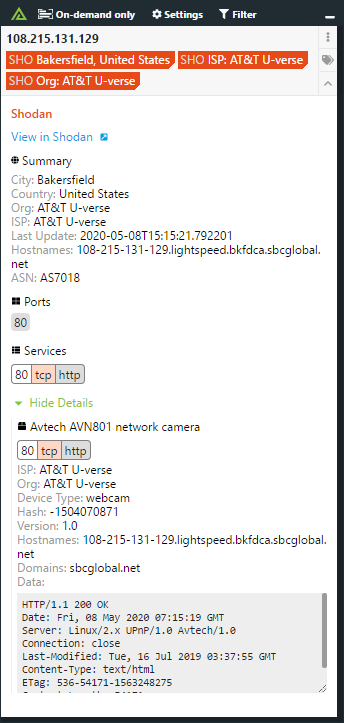 On-demand only Settings Filter
108.215.131.129
SHO Bakersfield, United States SHO ISP: AT&T U-verse
SHO Org: AT&T U-verse
Shodan
View in Shodan
Summary
City: Bakersfield
Country: United States
Org: AT&T U-verse
ISP: AT&T U-verse
Last Update: 2020-05-08T15:15:21.792201
Hostnames: 108-215-131-129.lightspeed.bkfdca.sbcglobal.
net
ASN: AS7018
Ports
80
Services
80 tcp http
Hide Details
Avtech AVN801 network camera
80 tcp http
ISP: AT&T U-verse
Org: AT&T U-verse
Device Type: webcam
Hash: -1504070871
Version: 1.0
Hostnames: 108-215-131-129.lightspeed.bkfdca.sbcglobal.
net
Domains: sbcglobal.net
Data:
HTTP/1.1 200 OK
Date: Fri, 08 May 2020 07:15:19 GMT
Server: Linux/2.x UPnP/1.0 Avtech/1.0
Connection: close
Last-Modified: Tue, 16 Jul 2019 03:37:55 GMT
Content-Type: text/html
ETag: 536-54171-1563248275